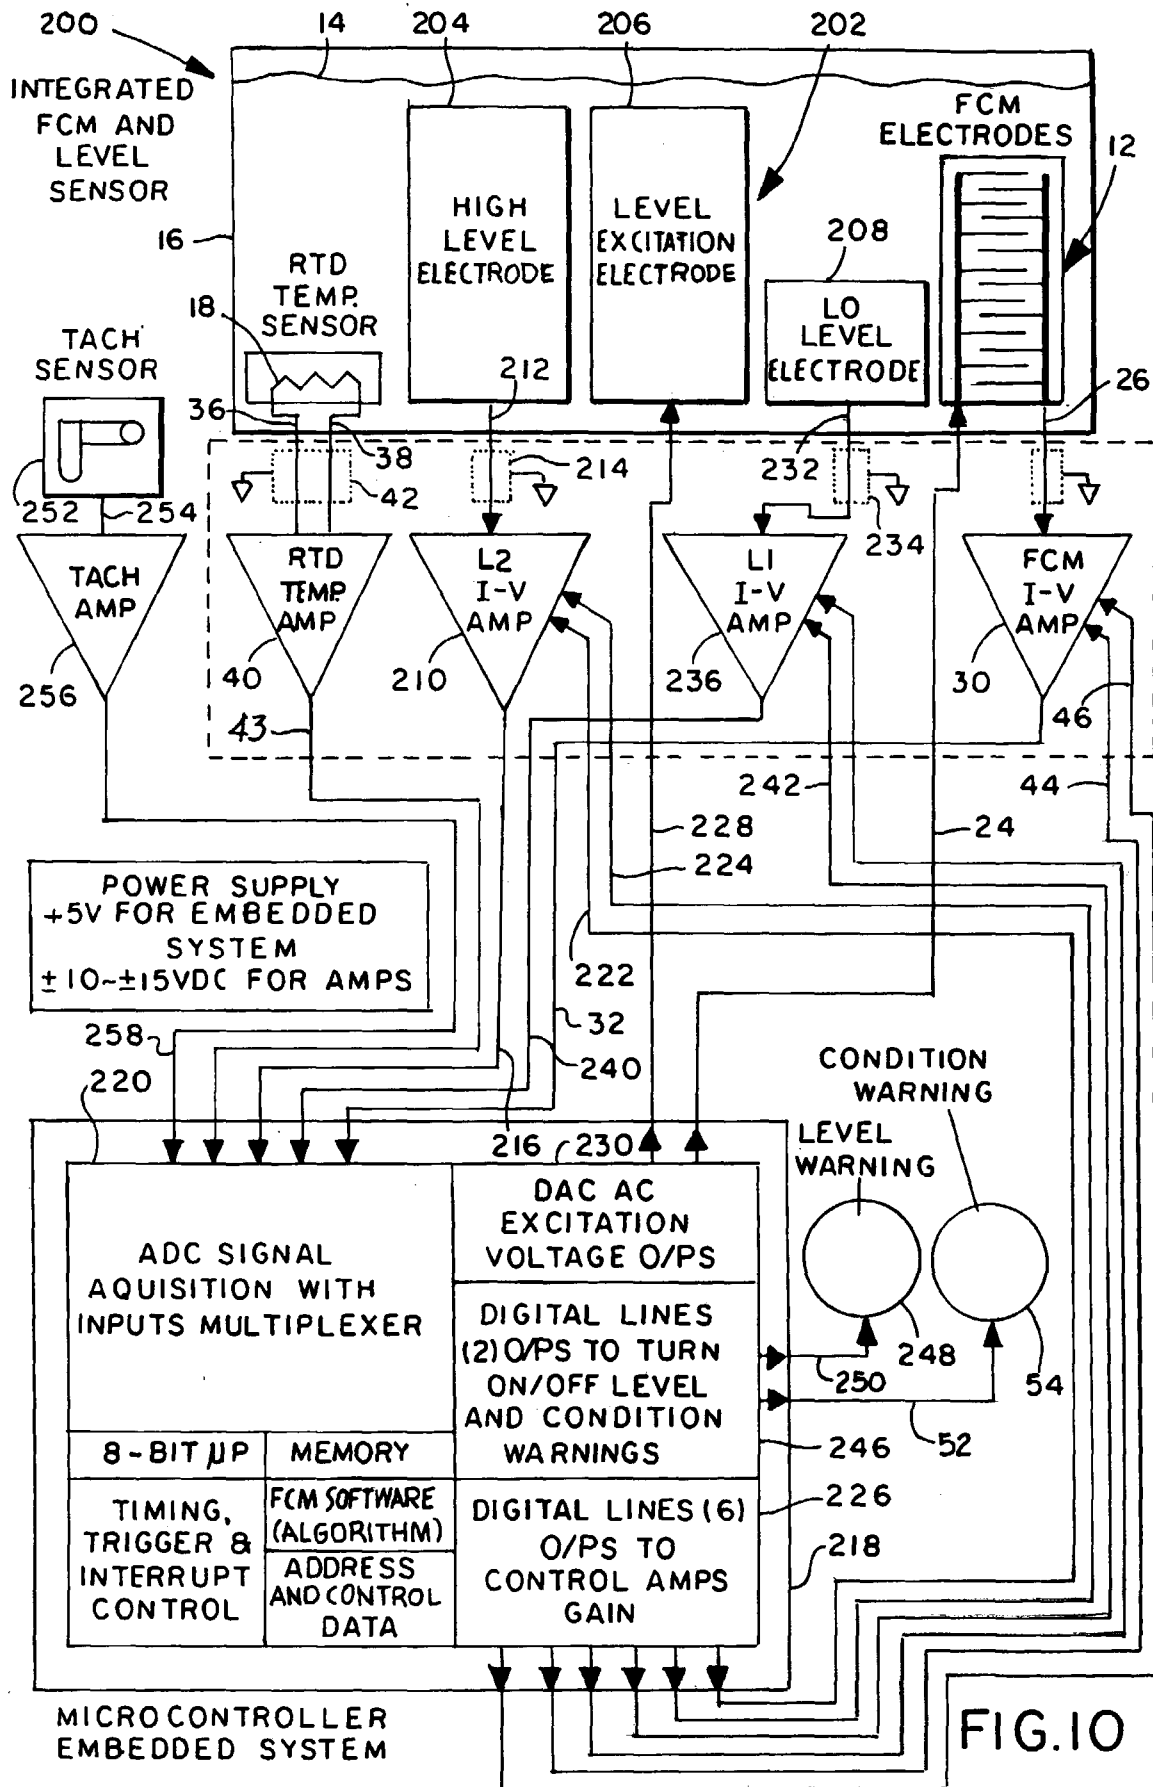 200
14
204
206
202
INTEGRATED
FCM AND
LEVEL
SENSOR
FCM
ELECTRODES
12
16
HIGH
LEVEL
ELECTRODE
LEVEL
EXCITATION
ELECTRODE
208
RTD
TEMP.
SENSOR
18
LO
LEVEL
ELECTRODE
TACH
SENSOR
212
26
36
38
214
232
252
254
42
234
TACH
AMP
RTD
TEMP.
AMP
L2
I-V
AMP
L1
I-V
AMP
FCM
I-V
AMP
256
40
210
236
30
46
43
242
44
228
24
224
POWER SUPPLY
+5V FOR EMBEDDED
SYSTEM
±10~±15VDC FOR AMPS
222
32
258
240
220
CONDITION
WARNING
216
230
LEVEL
WARNING
DAC AC
EXCITATION
VOLTAGE O/PS
ADC SIGNAL
AQUISITION WITH
INPUTS MULTIPLEXER
DIGITAL LINES
(2) O/PS TO TURN
ON/OFF LEVEL
AND CONDITION
WARNINGS
250
248
54
52
246
8-BIT μP
MEMORY
TIMING,
TRIGGER &
INTERRUPT
CONTROL
FCM SOFTWARE
(ALGORITHM)
ADDRESS
AND CONTROL
DATA
DIGITAL LINES (6)
O/PS TO
CONTROL AMPS
GAIN
226
218
MICROCONTROLLER
EMBEDDED SYSTEM
FIG.10